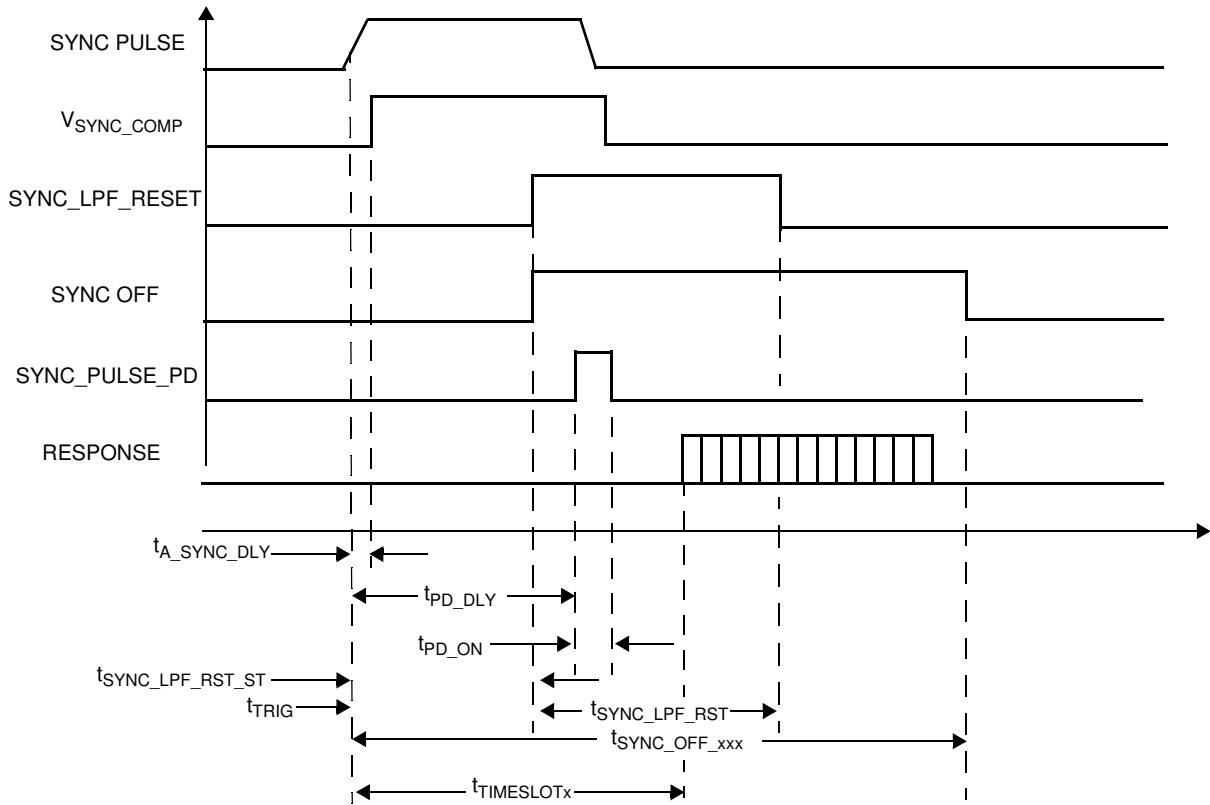 SYNC PULSE
VSYNC_COMP
SYNC_LPF_RESET
SYNC OFF
SYNC_PULSE_PD
RESPONSE
tA_SYNC_DLY
tPD_DLY
tPD_ON
tSYNC_LPF_RST_ST
tTRIG
tSYNC_LPF_RST
tSYNC_OFF_xxx
tTIMESLOTx